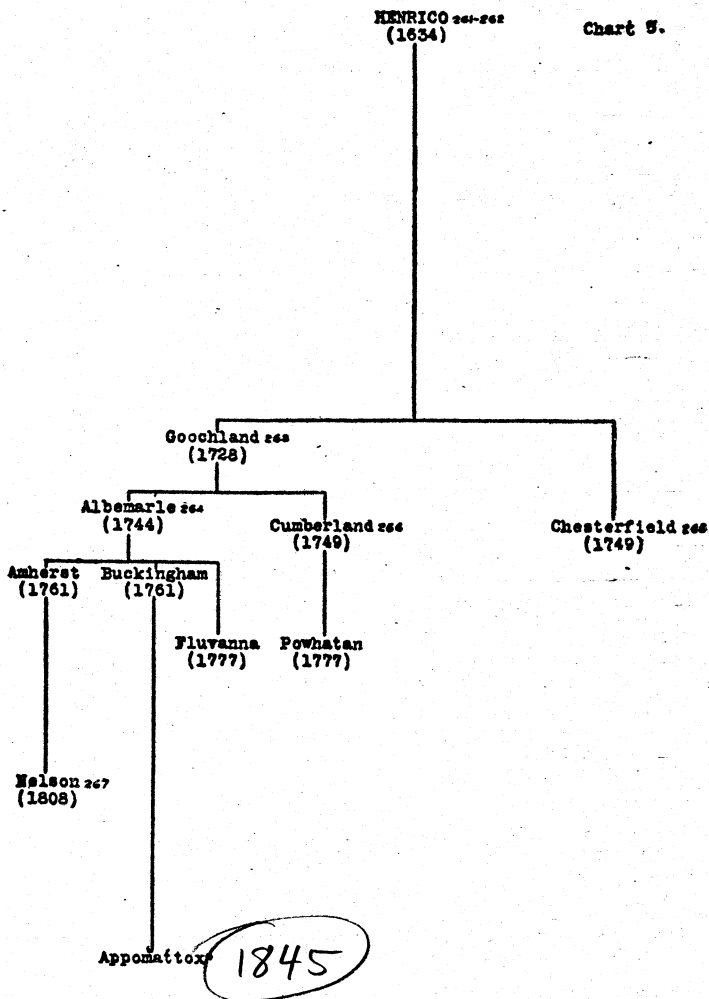 HENRICO 261-262
(1634)
Chart 5.
Goochland 263
(1728)
Albemarle 264
(1744)
Cumberland 266
(1749)
Chesterfield 265
(1749)
Amherst
(1761)
Buckingham
(1761)
Fluvanna
(1777)
Powhatan
(1777)
Nelson 267
(1808)
Appomattox
1845